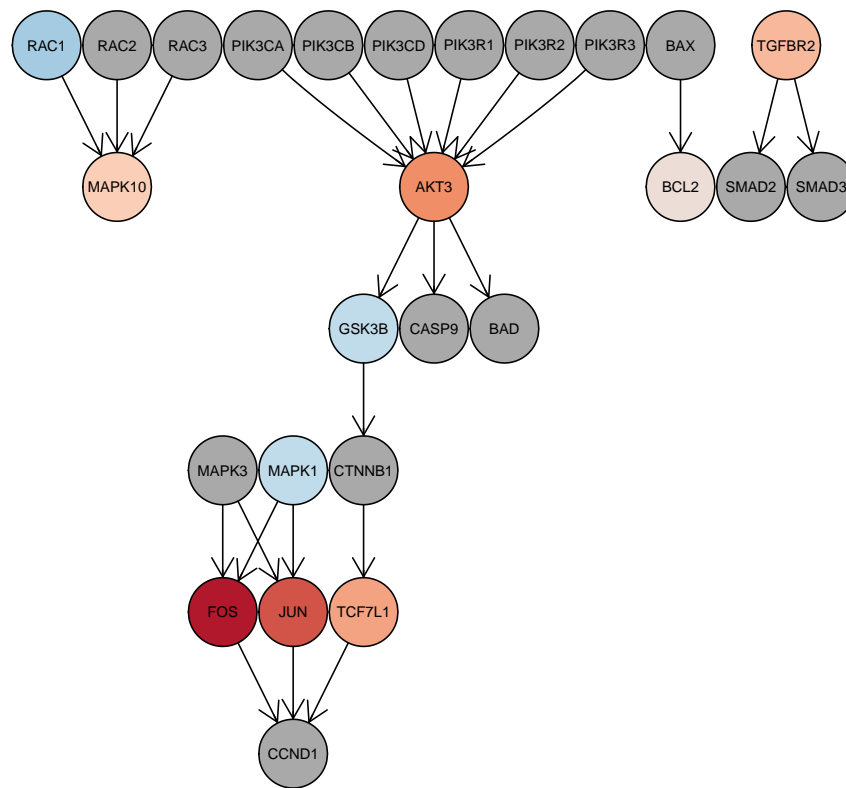 RAC1 RAC2 RAC3 PIK3CA PIK3CB PIK3CD PIK3R1 PIK3R2 PIK3R3 BAX TGFBR2
MAPK10 AKT3 BCL2 SMAD2 SMAD3
GSK3B CASP9 BAD
MAPK3 MAPK1 CTNNB1
FOS JUN TCF7L1
CCND1